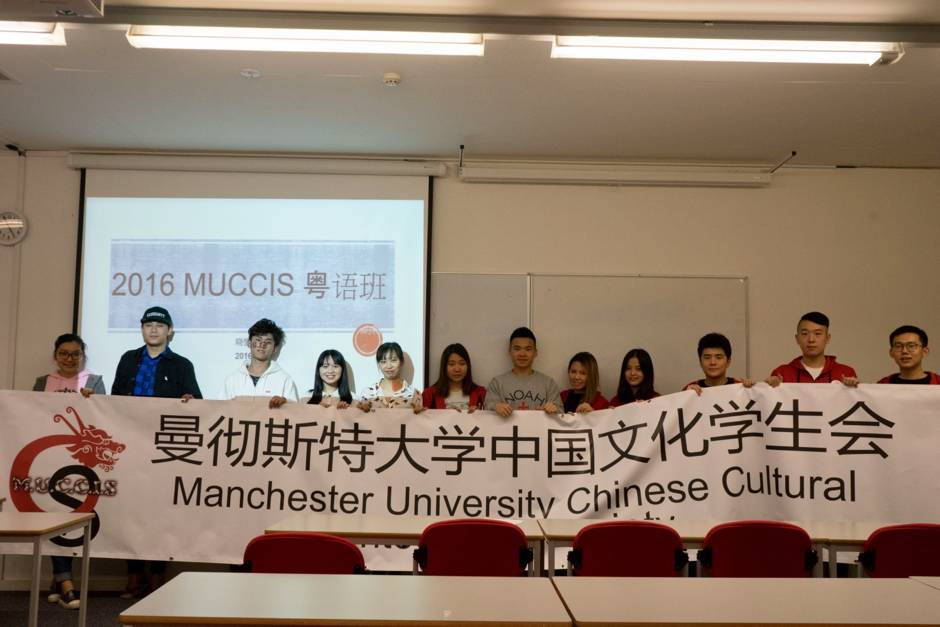 2016 MUCCIS 粤语班
2016
NOAH
曼彻斯特大学中国文化学生会
Manchester University Chinese Cultural
M.U.C.C.I.S